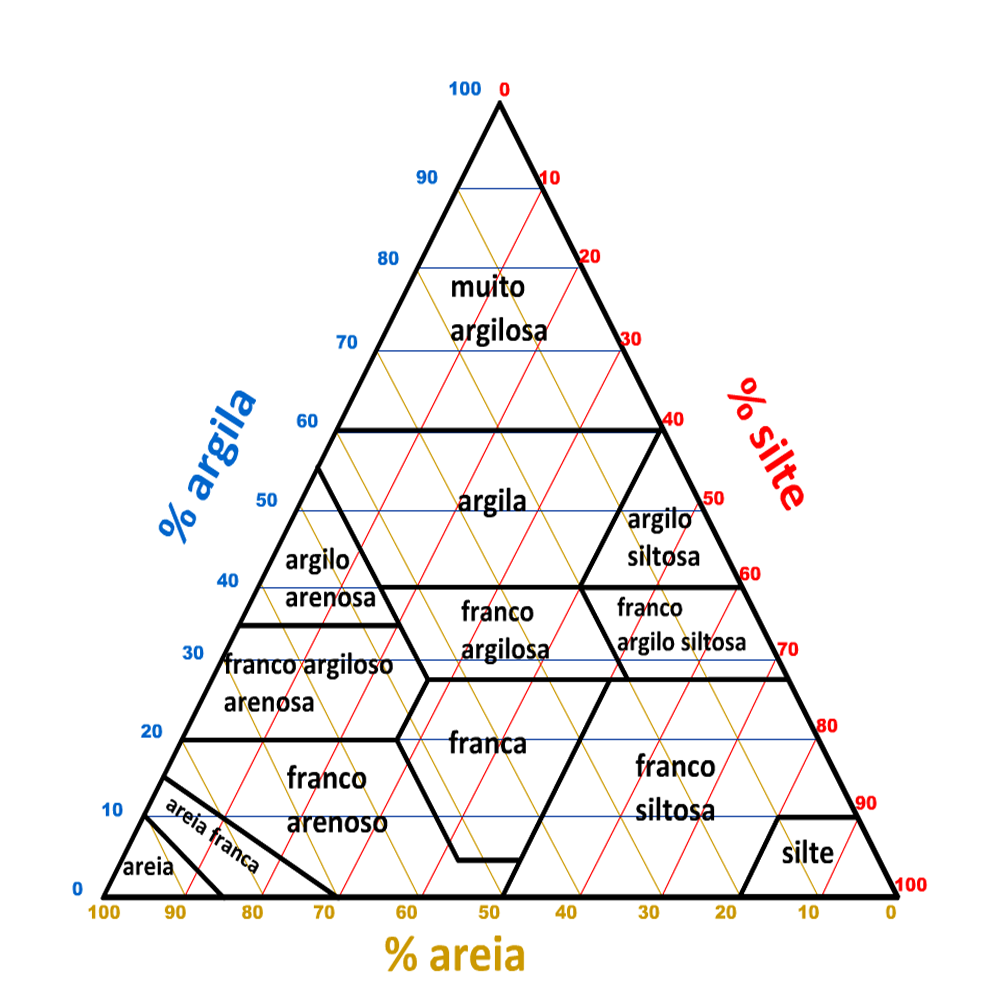 100 0
90 10
80 20
muito
argilosa
70 30
60 40
% argila
% silte
50 50
argila
argilo
siltosa
argilo
arenosa
40 60
franco
argilosa
franco
argilo siltosa
30 70
franco argiloso
arenosa
20 80
franca
franco
siltosa
franco
arenoso
10 90
areia franca
areia
silte
0 100
100 90 80 70 60 50 40 30 20 10 0
% areia